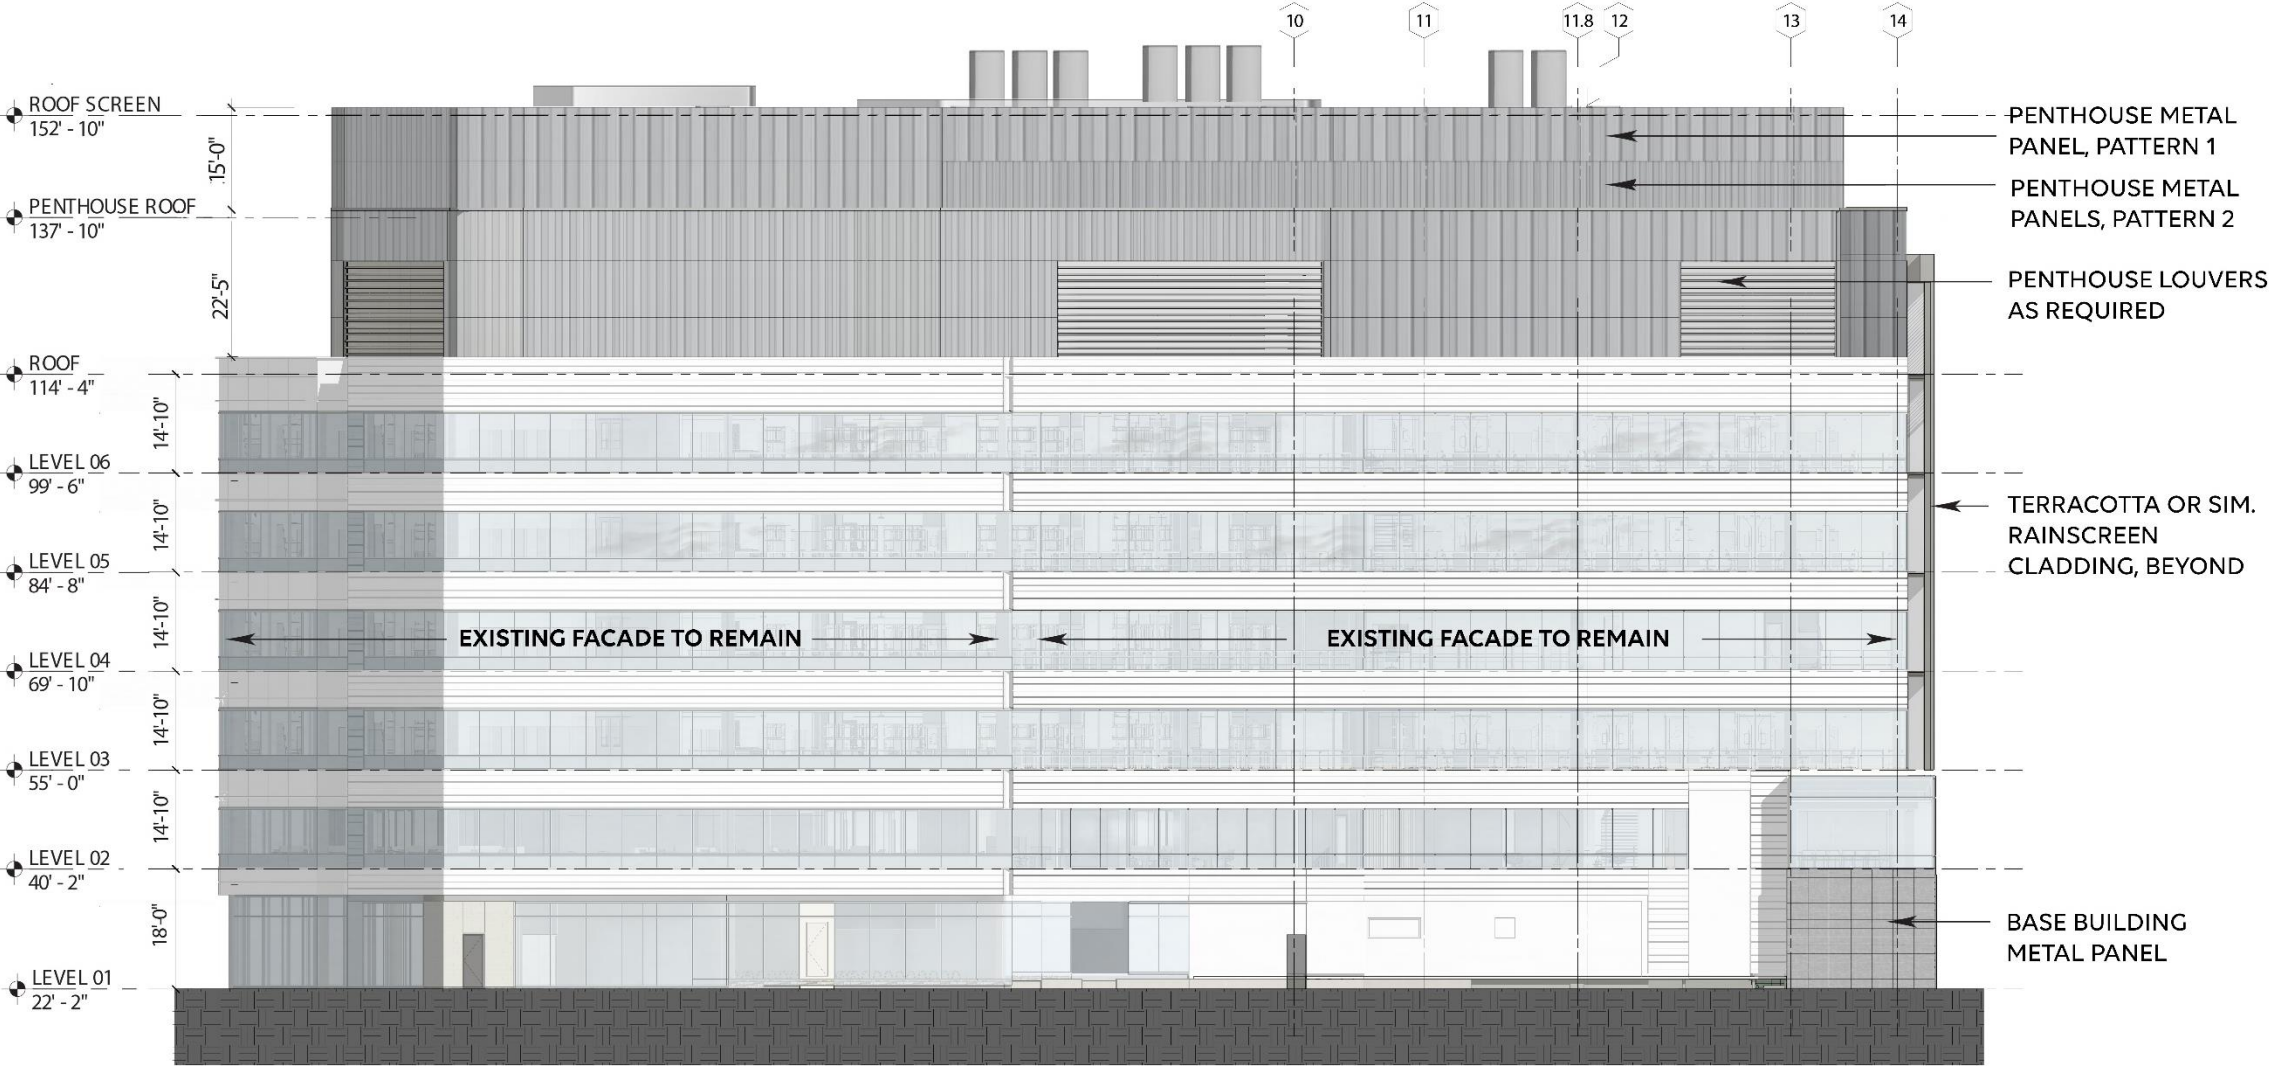 10
11
11.8
12
13
14
ROOF SCREEN
152' - 10"
15'-0"
PENTHOUSE ROOF
137' - 10"
22'-5"
ROOF
114' - 4"
14'-10"
LEVEL 06
99' - 6"
14'-10"
LEVEL 05
84' - 8"
14'-10"
LEVEL 04
69' - 10"
14'-10"
LEVEL 03
55' - 0"
14'-10"
LEVEL 02
40' - 2"
18'-0"
LEVEL 01
22' - 2"
EXISTING FACADE TO REMAIN
EXISTING FACADE TO REMAIN
PENTHOUSE METAL
PANEL, PATTERN 1
PENTHOUSE METAL
PANELS, PATTERN 2
PENTHOUSE LOUVERS
AS REQUIRED
TERRACOTTA OR SIM.
RAINSCREEN
CLADDING, BEYOND
BASE BUILDING
METAL PANEL